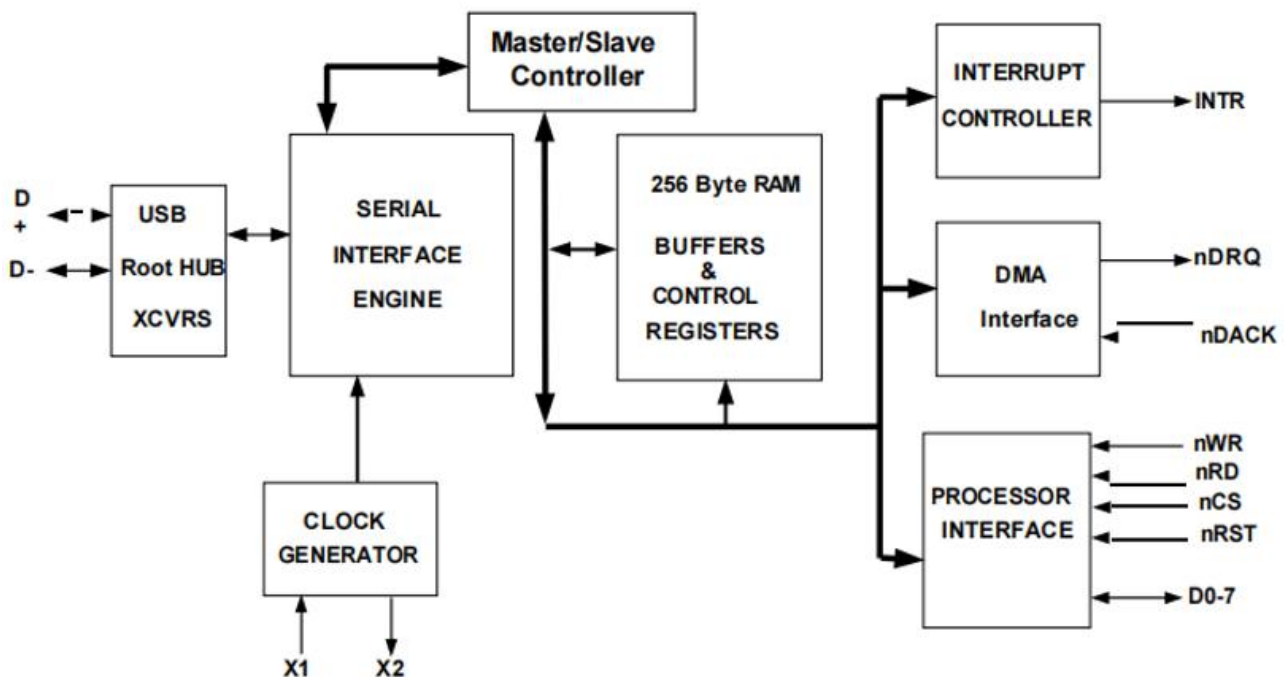 Master/Slave
Controller
INTERRUPT
CONTROLLER
INTR
D
+
D-
USB
Root HUB
XCVRS
SERIAL
INTERFACE
ENGINE
256 Byte RAM
BUFFERS
&
CONTROL
REGISTERS
DMA
Interface
nDRQ
nDACK
CLOCK
GENERATOR
X1
X2
PROCESSOR
INTERFACE
nWR
nRD
nCS
nRST
D0-7